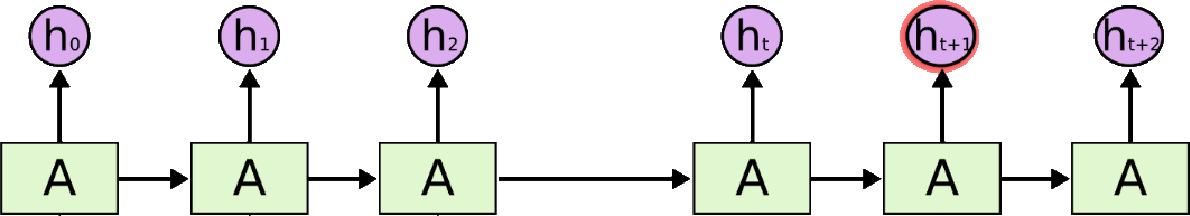 h₀ h₁ h₂ hₜ hₜ₊₁ hₜ₊₂
A A A A A A